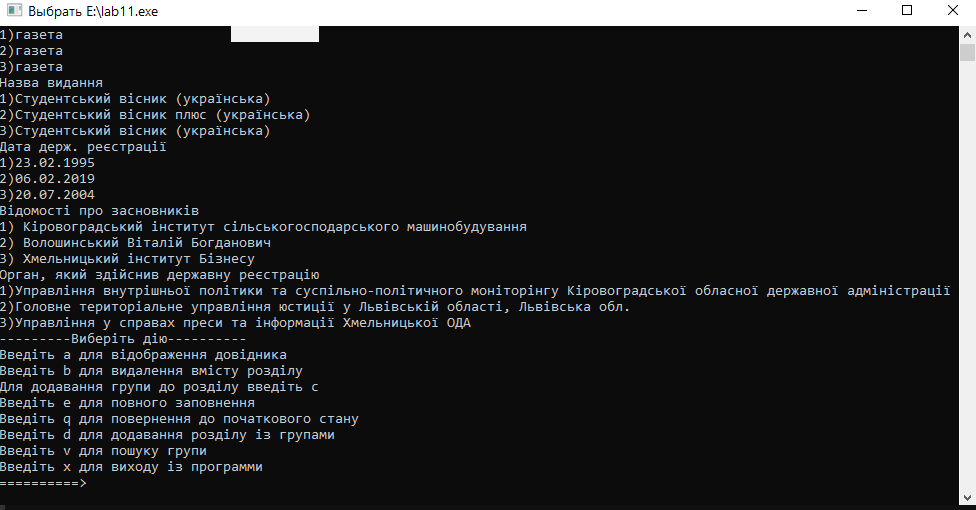 Выбрать E:\lab11.exe
1)газета
2)газета
3)газета
Назва видання
1)Студентський вісник (українська)
2)Студентський вісник плюс (українська)
3)Студентський вісник (українська)
Дата держ. реєстрації
1)23.02.1995
2)06.02.2019
3)20.07.2004
Відомості про засновників
1) Кіровоградський інститут сільськогосподарського машинобудування
2) Волошинський Віталій Богданович
3) Хмельницький інститут Бізнесу
Орган, який здійснив державну реєстрацію
1)Управління внутрішньої політики та суспільно-політичного моніторінгу Кіровоградської обласної державної адміністрації
2)Головне територіальне управління юстиції у Львівській області, Львівська обл.
3)Управління у справах преси та інформації Хмельницької ОДА
---------Виберіть дію----------
Введіть a для відображення довідника
Введіть b для видалення вмісту розділу
Для додавання групи до розділу введіть c
Введіть e для повного заповнення
Введіть q для повернення до початкового стану
Введіть d для додавання розділу із групами
Введіть v для пошуку групи
Введіть x для виходу із программи
==========>